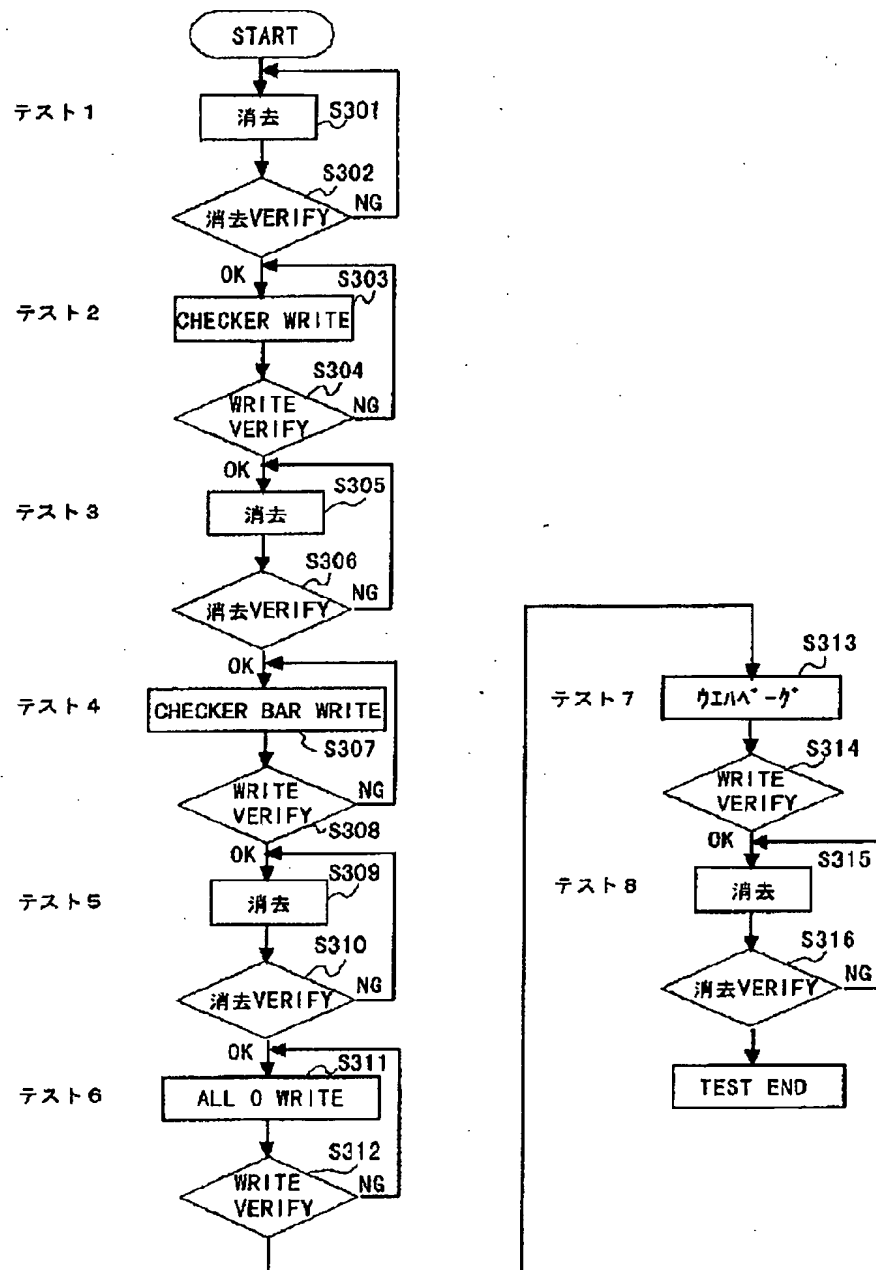 START
テスト1
消去
S301
S302
消去VERIFY
NG
OK
S303
テスト2
CHECKER WRITE
S304
WRITE
VERIFY
NG
OK
S305
テスト3
消去
S306
消去VERIFY
NG
OK
テスト4
CHECKER BAR WRITE
S307
WRITE
VERIFY
NG
S308
OK
S309
テスト5
消去
S310
消去VERIFY
NG
OK
S311
テスト6
ALL 0 WRITE
S312
WRITE
VERIFY
NG
S313
テスト7
ｳｴﾊﾍﾞｰｸﾞ
S314
WRITE
VERIFY
OK
S315
テスト8
消去
S316
消去VERIFY
NG
TEST END